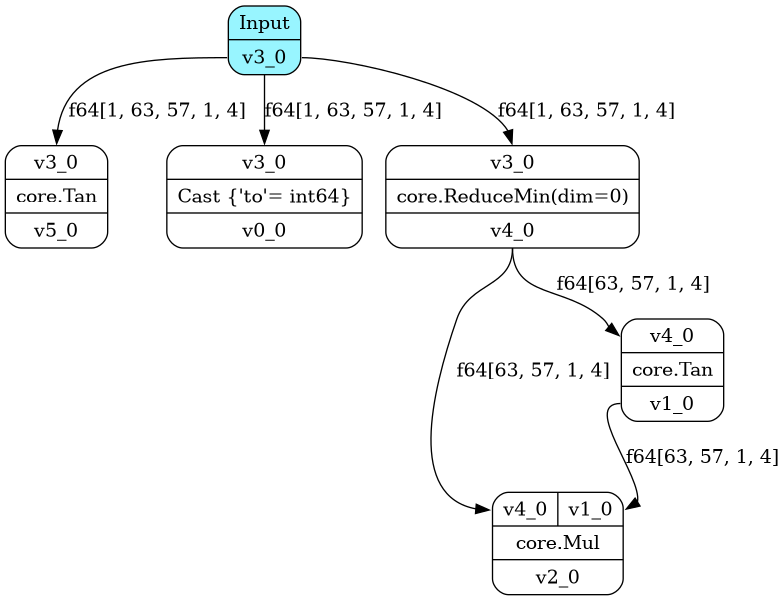 Input
v3_0
f64[1, 63, 57, 1, 4]
f64[1, 63, 57, 1, 4]
f64[1, 63, 57, 1, 4]
v3_0
core.Tan
v5_0
v3_0
Cast {'to'= int64}
v0_0
v3_0
core.ReduceMin(dim=0)
v4_0
f64[63, 57, 1, 4]
v4_0
core.Tan
v1_0
f64[63, 57, 1, 4]
f64[63, 57, 1, 4]
v4_0 v1_0
core.Mul
v2_0